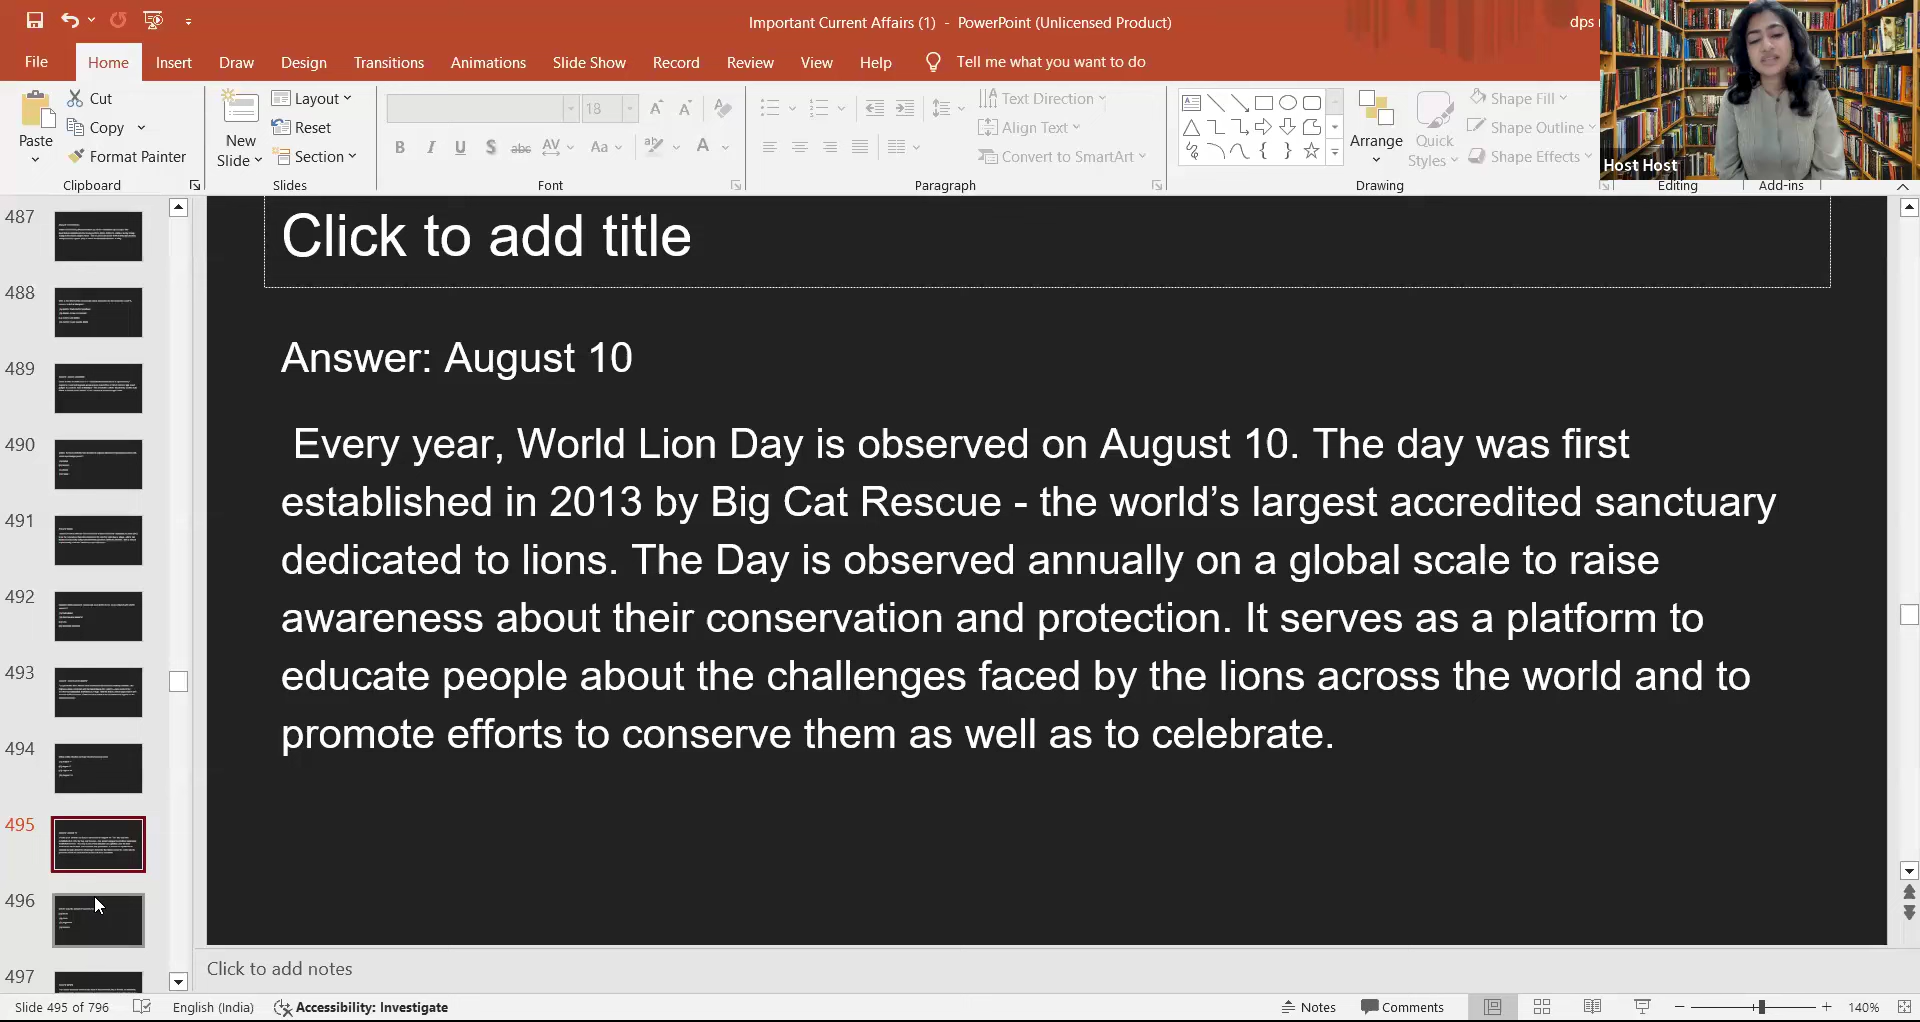 Important Current Affairs (1) - PowerPoint (Unlicensed Product)
dps
File Home Insert Draw Design Transitions Animations Slide Show Record Review View Help Tell me what you want to do
Paste
Cut
Copy
Format Painter
Clipboard
New Slide
Layout
Reset
Section
Slides
18
B I U S abc AV Aa A
Font
Text Direction
Align Text
Convert to SmartArt
Paragraph
Arrange
Quick Styles
Shape Fill
Shape Outline
Shape Effects
Drawing
Editing
Add-ins
Host Host
487
488
489
490
491
492
493
494
495
496
497
Click to add title
Answer: August 10
Every year, World Lion Day is observed on August 10. The day was first
established in 2013 by Big Cat Rescue - the world’s largest accredited sanctuary
dedicated to lions. The Day is observed annually on a global scale to raise
awareness about their conservation and protection. It serves as a platform to
educate people about the challenges faced by the lions across the world and to
promote efforts to conserve them as well as to celebrate.
Click to add notes
Slide 495 of 796 English (India) Accessibility: Investigate Notes Comments 140%